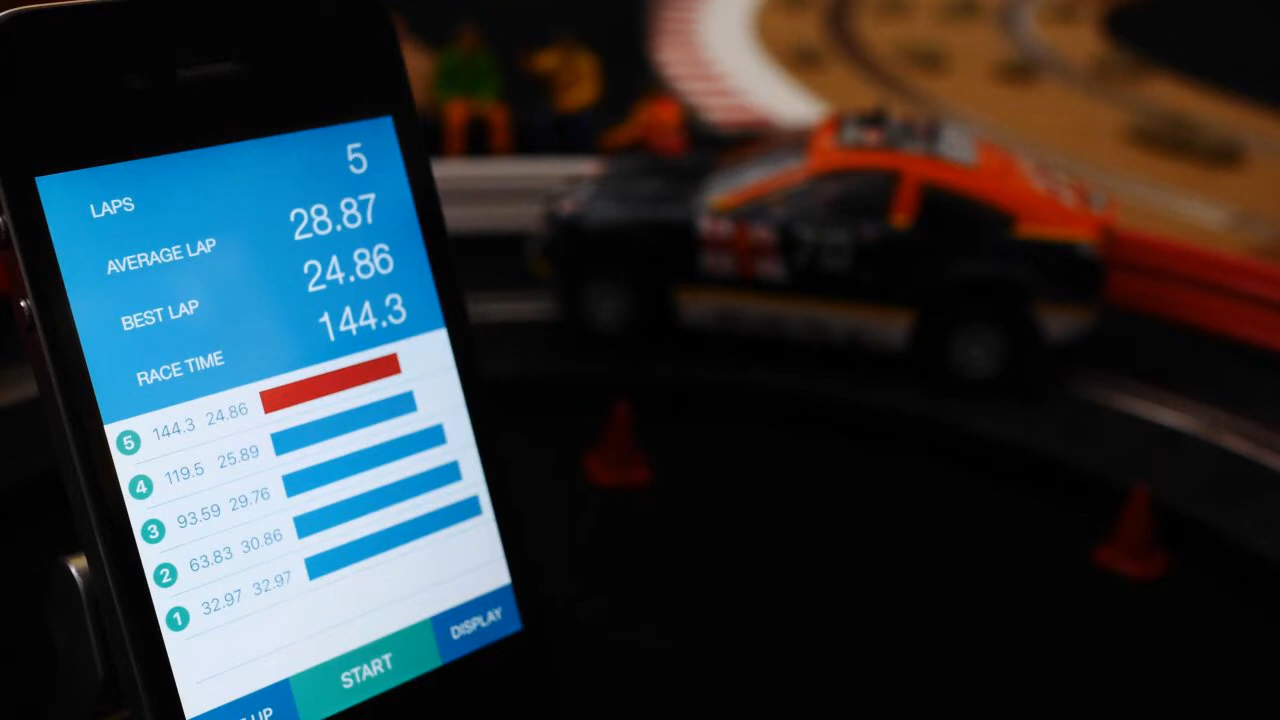 LAPS 5
AVERAGE LAP 28.87
BEST LAP 24.86
RACE TIME 144.3
5 144.3 24.86
4 119.5 25.89
3 93.59 29.76
2 63.83 30.86
1 32.97 32.97
UP START DISPLAY